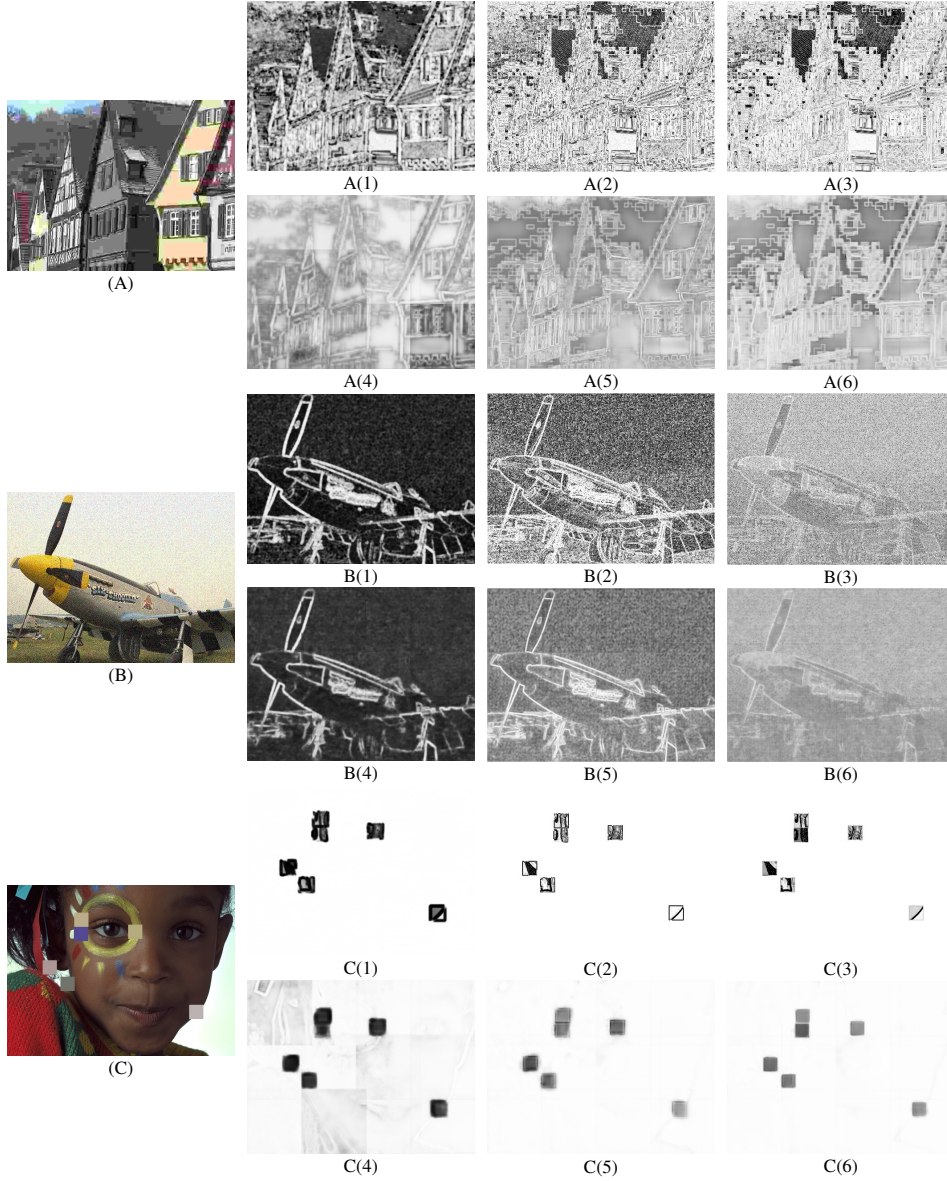 A(1) A(2) A(3)
(A)
A(4) A(5) A(6)
B(1) B(2) B(3)
(B)
B(4) B(5) B(6)
C(1) C(2) C(3)
(C)
C(4) C(5) C(6)